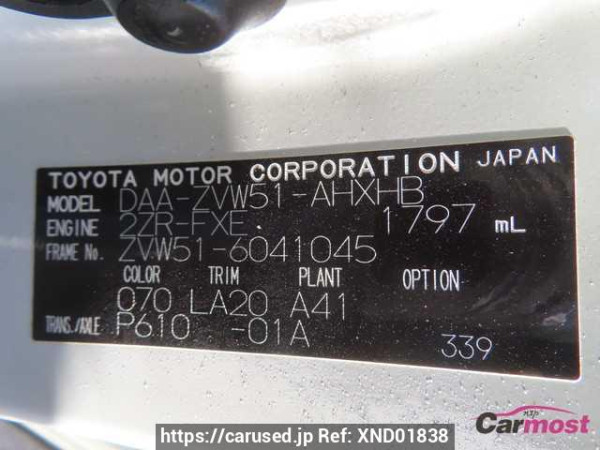 TOYOTA MOTOR CORPORATION JAPAN
MODEL DAA-ZVW51-AHXHB
ENGINE 2ZR-FXE 1797 mL
FRAME No. ZVW51-6041045
COLOR TRIM PLANT OPTION
070 LA20 A41
TRANS./AXLE P610 -01A
339
Carmost
https://carused.jp Ref: XND01838